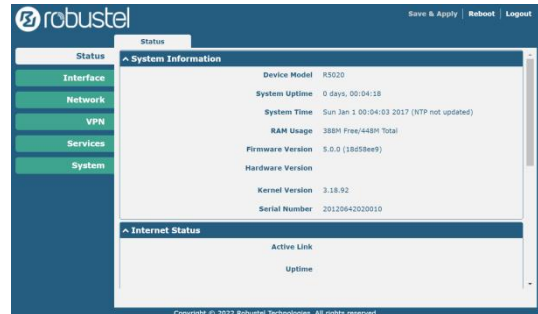 robustel
Save & Apply | Reboot | Logout
Status
Status
Interface
Network
VPN
Services
System
^ System Information
Device Model R5020
System Uptime 0 days, 00:04:18
System Time Sun Jan 1 00:04:03 2017 (NTP not updated)
RAM Usage 388M Free/448M Total
Firmware Version 5.0.0 (18d58ee9)
Hardware Version
Kernel Version 3.18.92
Serial Number 20120642020010
^ Internet Status
Active Link
Uptime
Copyright © 2022 Robustel Technologies. All rights reserved.